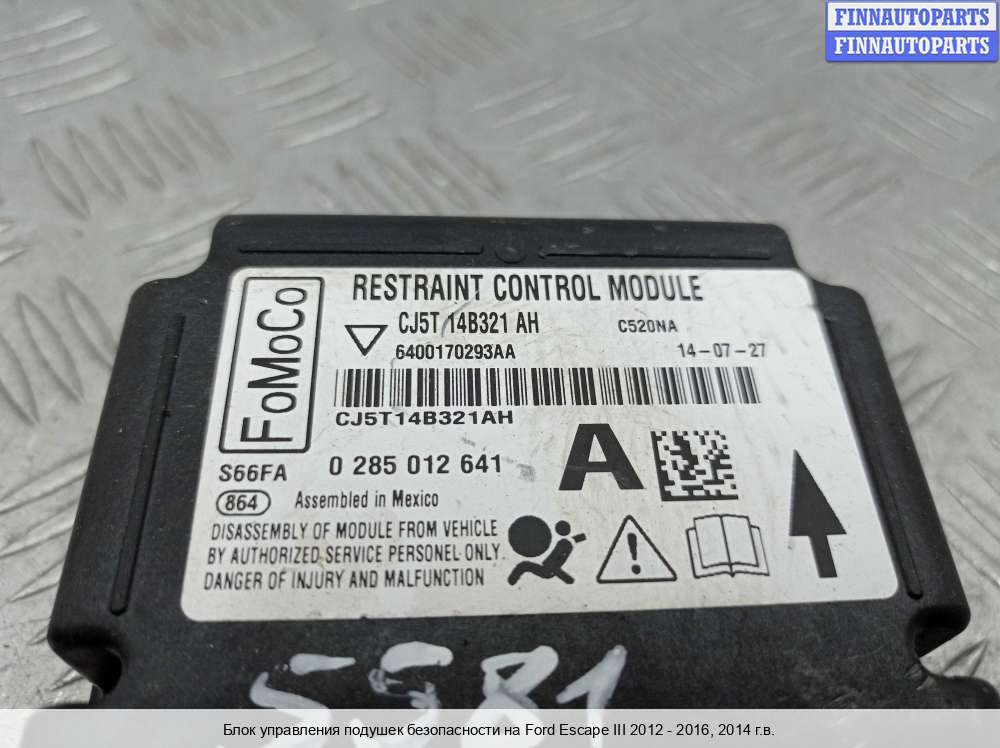 FINNAUTOPARTS
FINNAUTOPARTS
FoMoCo
RESTRAINT CONTROL MODULE
CJ5T 14B321 AH
C520NA
6400170293AA
14-07-27
CJ5T14B321AH
S66FA
0 285 012 641
A
864
Assembled in Mexico
DISASSEMBLY OF MODULE FROM VEHICLE
BY AUTHORIZED SERVICE PERSONEL ONLY.
DANGER OF INJURY AND MALFUNCTION
5581
Блок управления подушек безопасности на Ford Escape III 2012 - 2016, 2014 г.в.